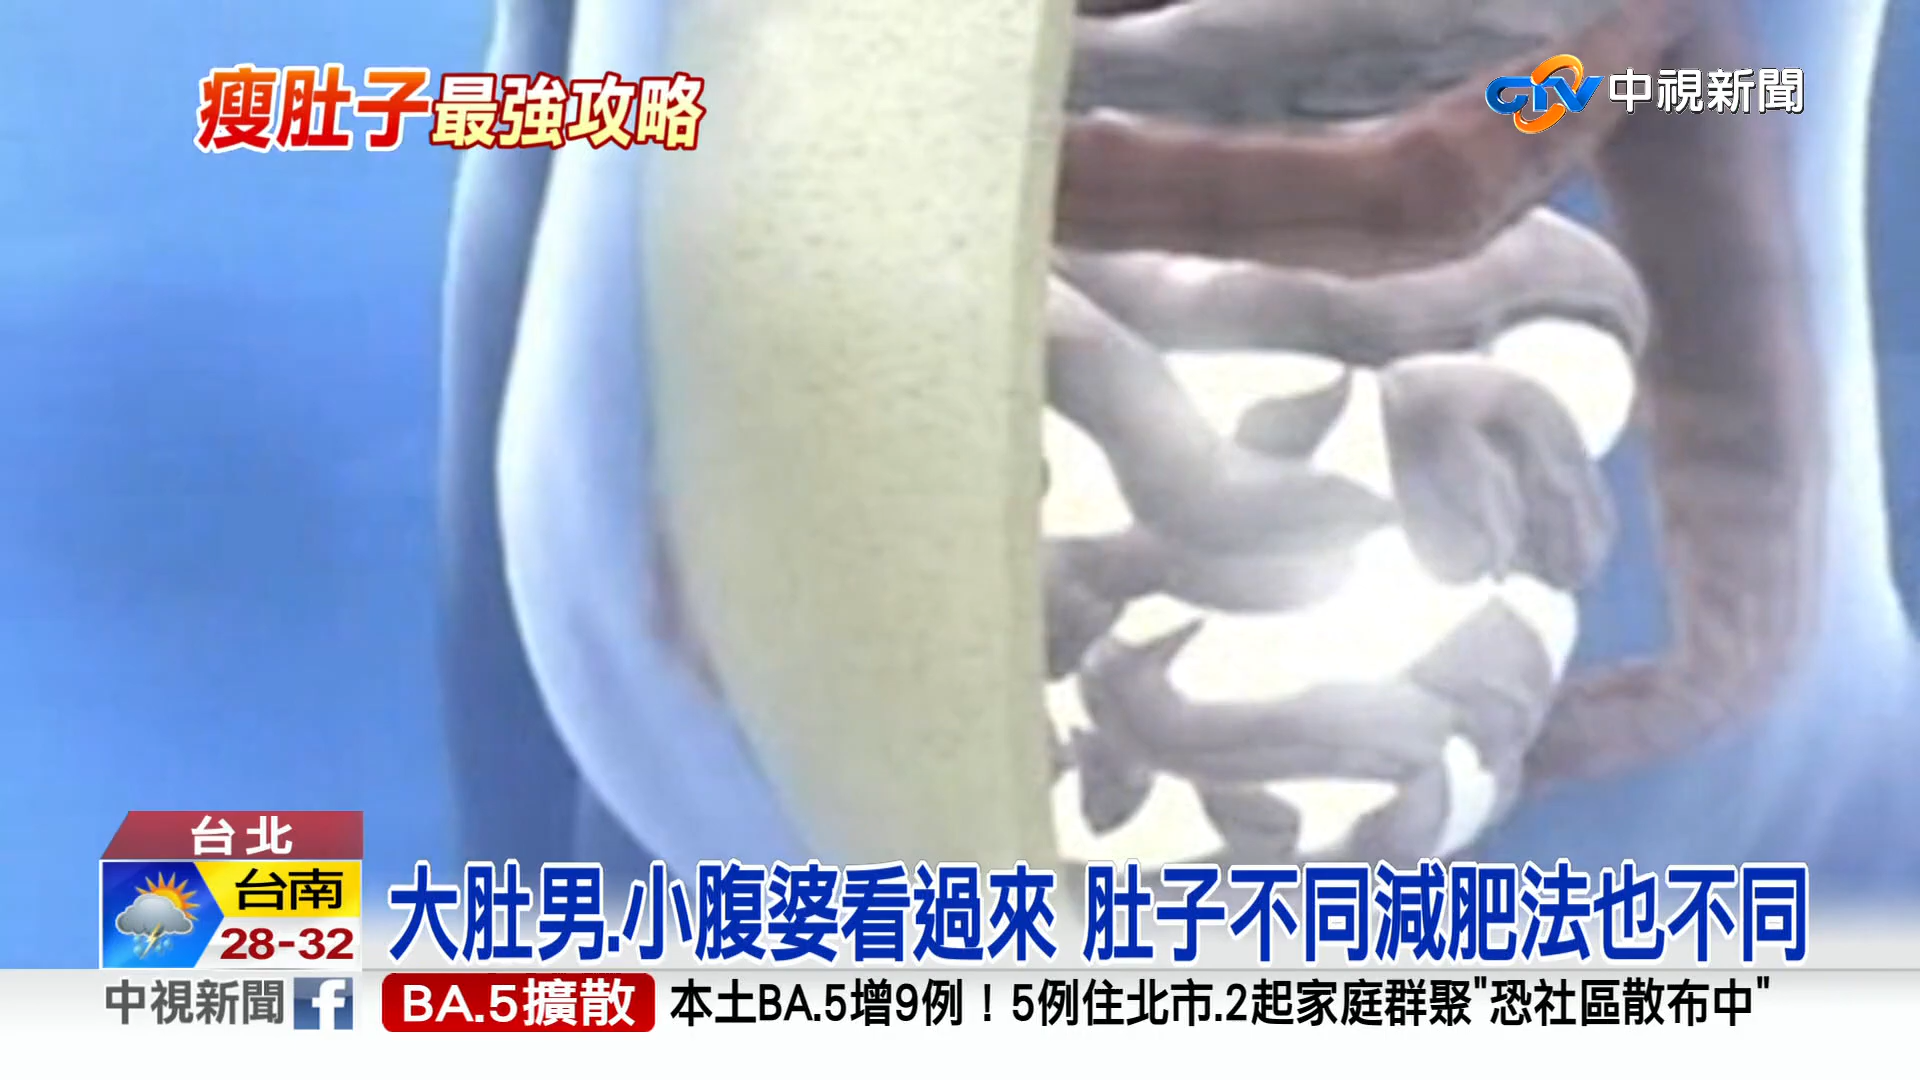 瘦肚子最強攻略
CTV 中視新聞
台北
台南
28-32
大肚男.小腹婆看過來 肚子不同減肥法也不同
中視新聞 f
BA.5擴散
本土BA.5增9例！5例住北市.2起家庭群聚"恐社區散布中"